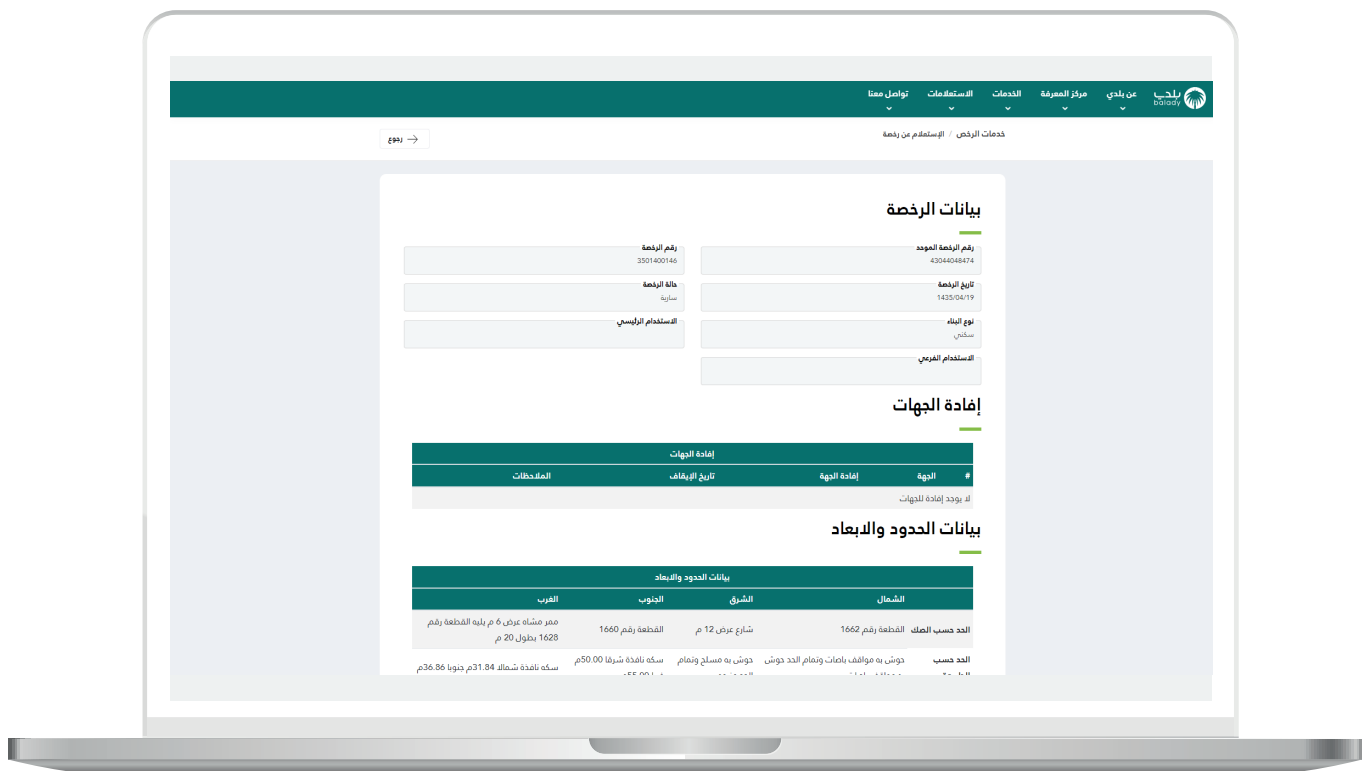 بلدي
balady
عن بلدي
مركز المعرفة
الخدمات
الاستعلامات
تواصل معنا
خدمات الرخص / الإستعلام عن رخصة
رجوع
بيانات الرخصة
رقم الرخصة الموحد
43044048474
رقم الرخصة
3501400146
تاريخ الرخصة
1435/04/19
حالة الرخصة
سارية
نوع البناء
سكني
الاستخدام الرئيسي
الاستخدام الفرعي
إفادة الجهات
إفادة الجهات
# الجهة إفادة الجهة تاريخ الإيقاف الملاحظات
لا يوجد إفادة للجهات
بيانات الحدود والابعاد
بيانات الحدود والابعاد
الشمال الشرق الجنوب الغرب
الحد حسب الصك القطعة رقم 1662 شارع عرض 12 م القطعة رقم 1660 ممر مشاه عرض 6 م يليه القطعة رقم
1628 بطول 20 م
الحد حسب حوش به مواقف باصات وتمام الحد حوش حوش به مسلح وتمام سكه نافذة شرقا 50.00م سكه نافذة شمالا 31.84م جنوبا 36.86م